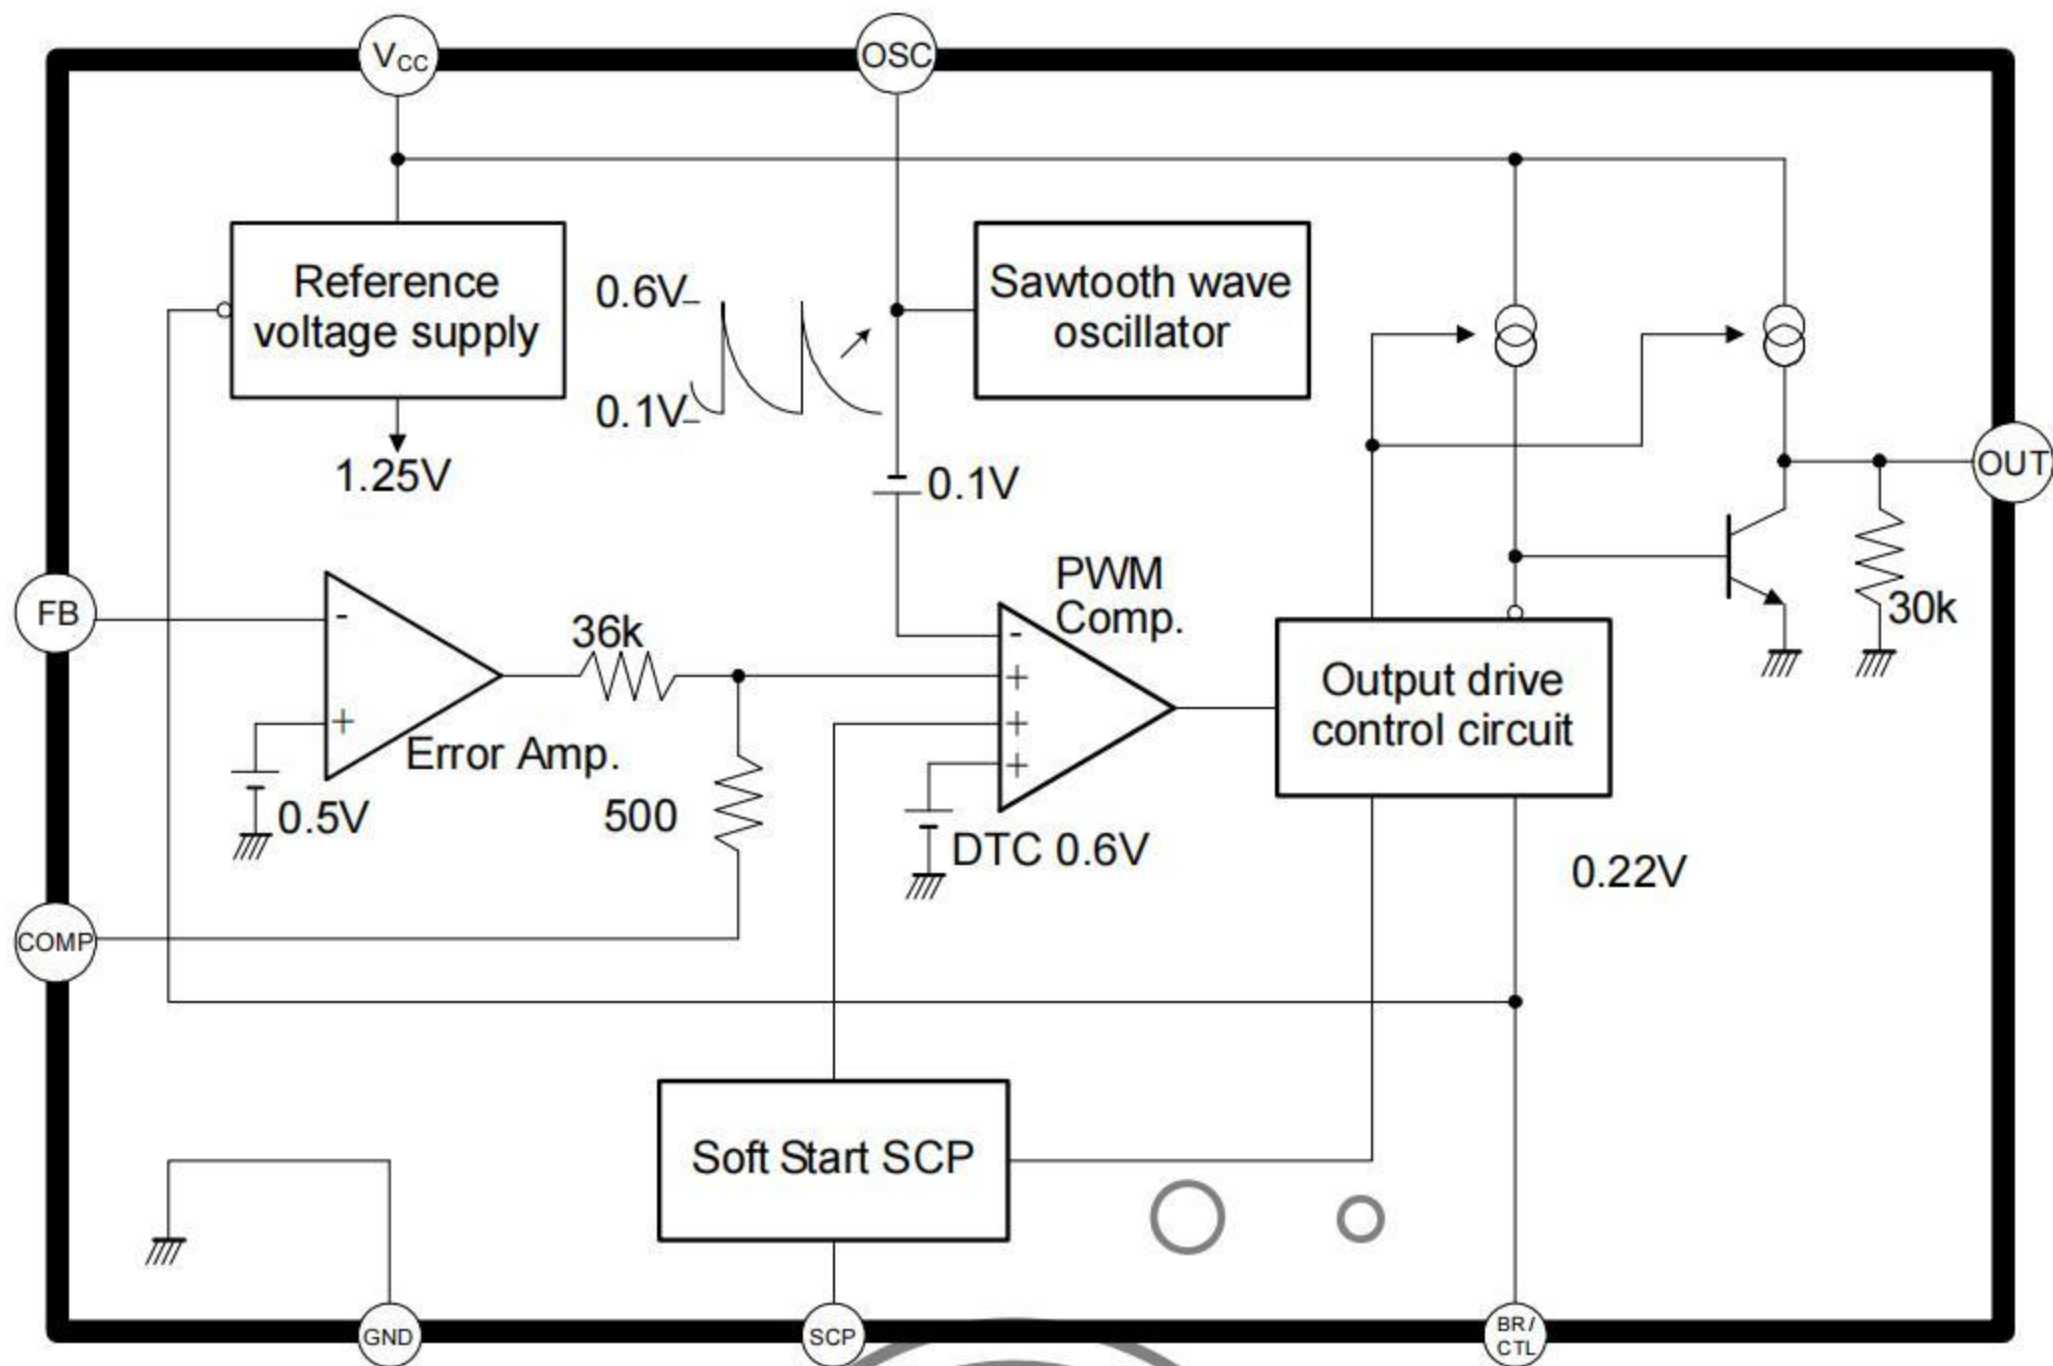 VCC
OSC
Reference
voltage supply
0.6V
0.1V
Sawtooth wave
oscillator
1.25V
0.1V
OUT
FB
-
+
36k
PWM
Comp.
-
+
+
+
30k
Error Amp.
0.5V
500
DTC 0.6V
Output drive
control circuit
0.22V
COMP
Soft Start SCP
GND
SCP
BR/
CTL